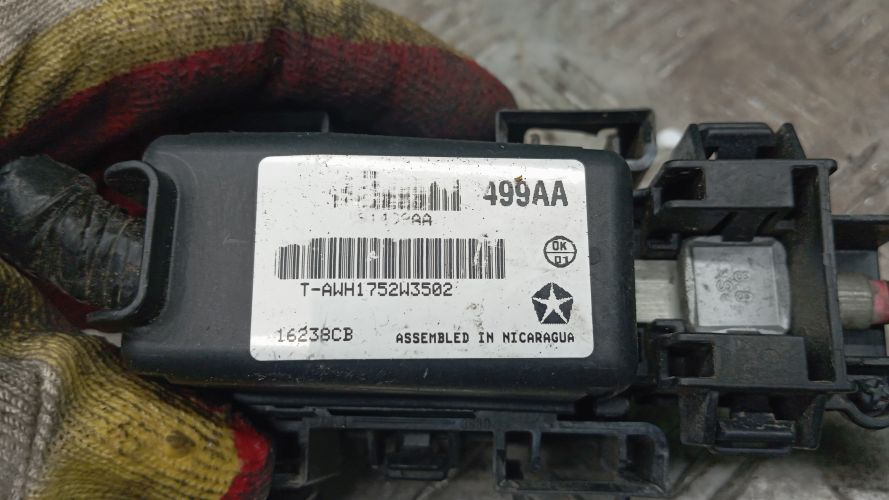 499AA
OK
01
T-AWH1752W3502
16238CB
ASSEMBLED IN NICARAGUA